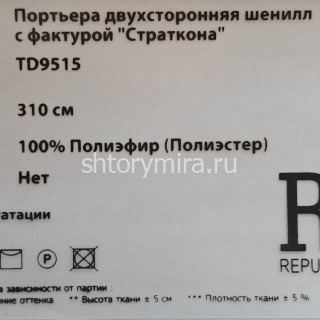 Портьера двухсторонняя шенилл
с фактурой "Страткона"
TD9515
310 см
100% Полиэфир (Полиэстер)
shtorymira.ru
Нет
атации
P
R
REPU
в зависимости от партии :
ние оттенка ** Высота ткани ± 5 см *** Плотность ткани ± 5 %